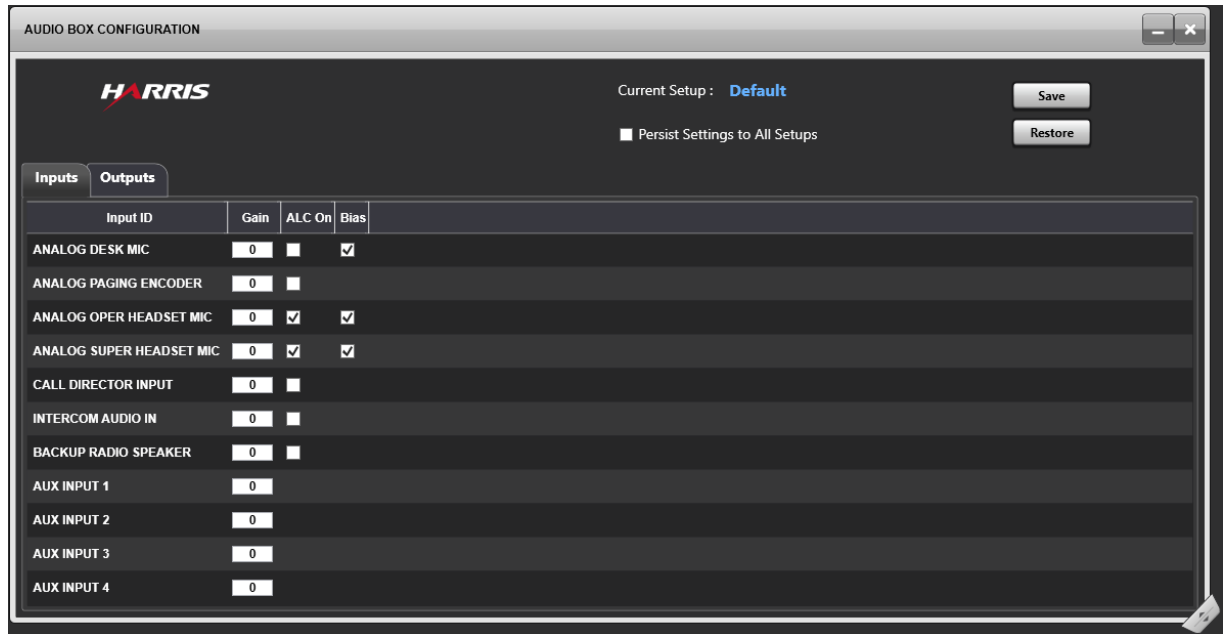 AUDIO BOX CONFIGURATION
HARRIS
Current Setup : Default
Save
Persist Settings to All Setups
Restore
Inputs Outputs
Input ID Gain ALC On Bias
ANALOG DESK MIC 0
ANALOG PAGING ENCODER 0
ANALOG OPER HEADSET MIC 0
ANALOG SUPER HEADSET MIC 0
CALL DIRECTOR INPUT 0
INTERCOM AUDIO IN 0
BACKUP RADIO SPEAKER 0
AUX INPUT 1 0
AUX INPUT 2 0
AUX INPUT 3 0
AUX INPUT 4 0